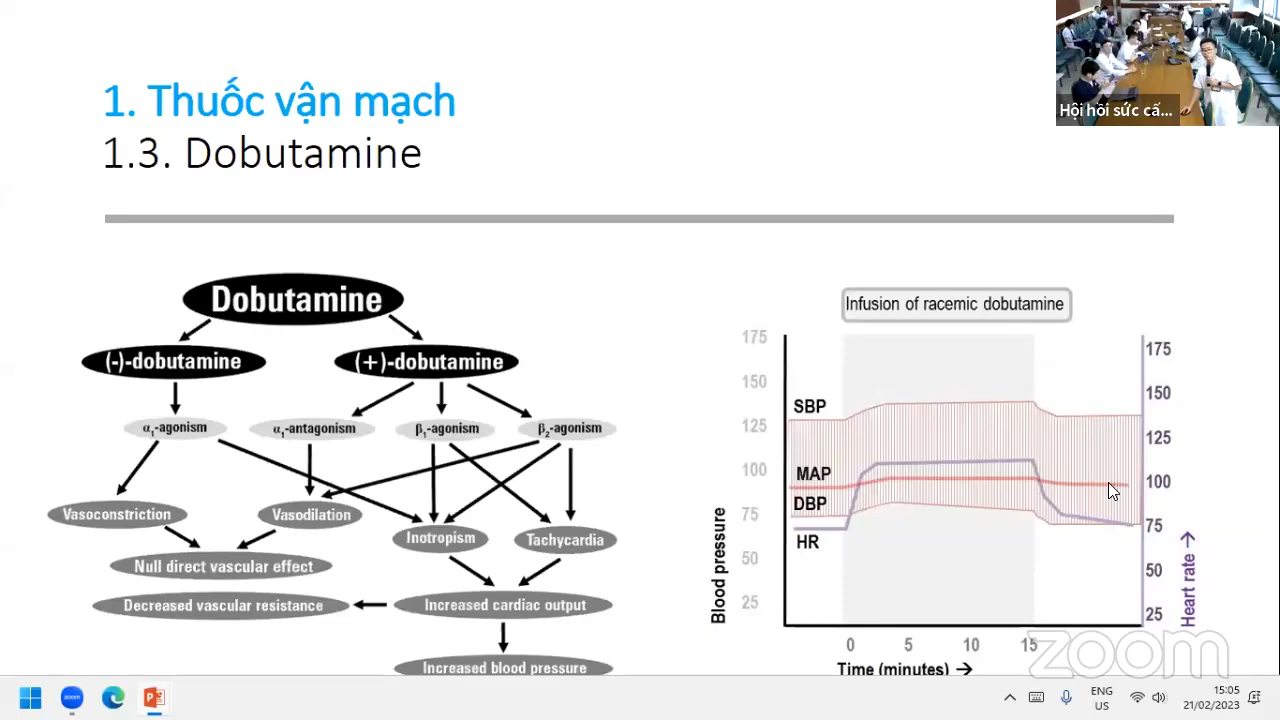 Hội hồi sức cấ...
1. Thuốc vận mạch
1.3. Dobutamine
Dobutamine
(-)-dobutamine
(+)-dobutamine
α1-agonism
α1-antagonism
β1-agonism
β2-agonism
Vasoconstriction
Vasodilation
Inotropism
Tachycardia
Null direct vascular effect
Decreased vascular resistance
Increased cardiac output
Increased blood pressure
Infusion of racemic dobutamine
175
150
125
100
75
50
25
Blood pressure
SBP
MAP
DBP
HR
175
150
125
100
75
50
25
Heart rate →
0 5 10 15
Time (minutes) →
zoom
zoom
ENG
US
15:05
21/02/2023